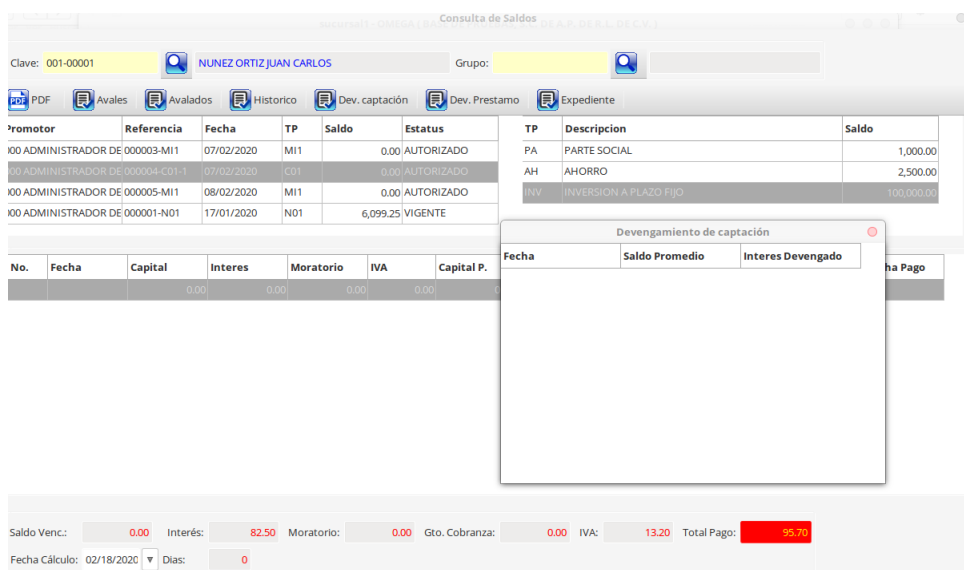 Consulta de Saldos
Clave: 001-00001 NUNEZ ORTIZ JUAN CARLOS Grupo:
PDF PDF Avales Avalados Historico Dev. captación Dev. Prestamo Expediente
Promotor Referencia Fecha TP Saldo Estatus
000 ADMINISTRADOR DE 000003-MI1 07/02/2020 MI1 0.00 AUTORIZADO
000 ADMINISTRADOR DE 000004-C01-1 07/02/2020 C01 0.00 AUTORIZADO
000 ADMINISTRADOR DE 000005-MI1 08/02/2020 MI1 0.00 AUTORIZADO
000 ADMINISTRADOR DE 000001-N01 17/01/2020 N01 6,099.25 VIGENTE
TP Descripcion Saldo
PA PARTE SOCIAL 1,000.00
AH AHORRO 2,500.00
INV INVERSION A PLAZO FIJO 100,000.00
Devengamiento de captación
Fecha Saldo Promedio Interes Devengado
No. Fecha Capital Interes Moratorio IVA Capital P. ha Pago
0.00 0.00 0.00 0.00
Saldo Venc.: 0.00 Interés: 82.50 Moratorio: 0.00 Gto. Cobranza: 0.00 IVA: 13.20 Total Pago: 95.70
Fecha Cálculo: 02/18/2020 Dias: 0